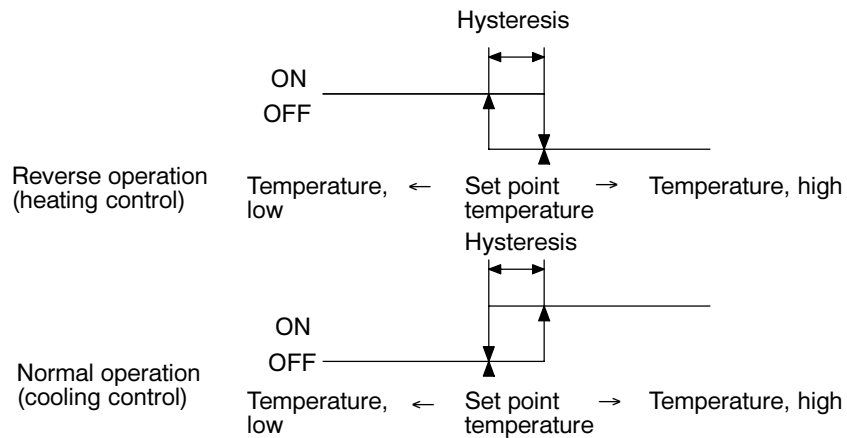 Hysteresis
ON
OFF
Reverse operation
(heating control)
Temperature,
low
←
Set point
temperature
→
Temperature, high
Hysteresis
ON
OFF
Normal operation
(cooling control)
Temperature,
low
←
Set point
temperature
→
Temperature, high